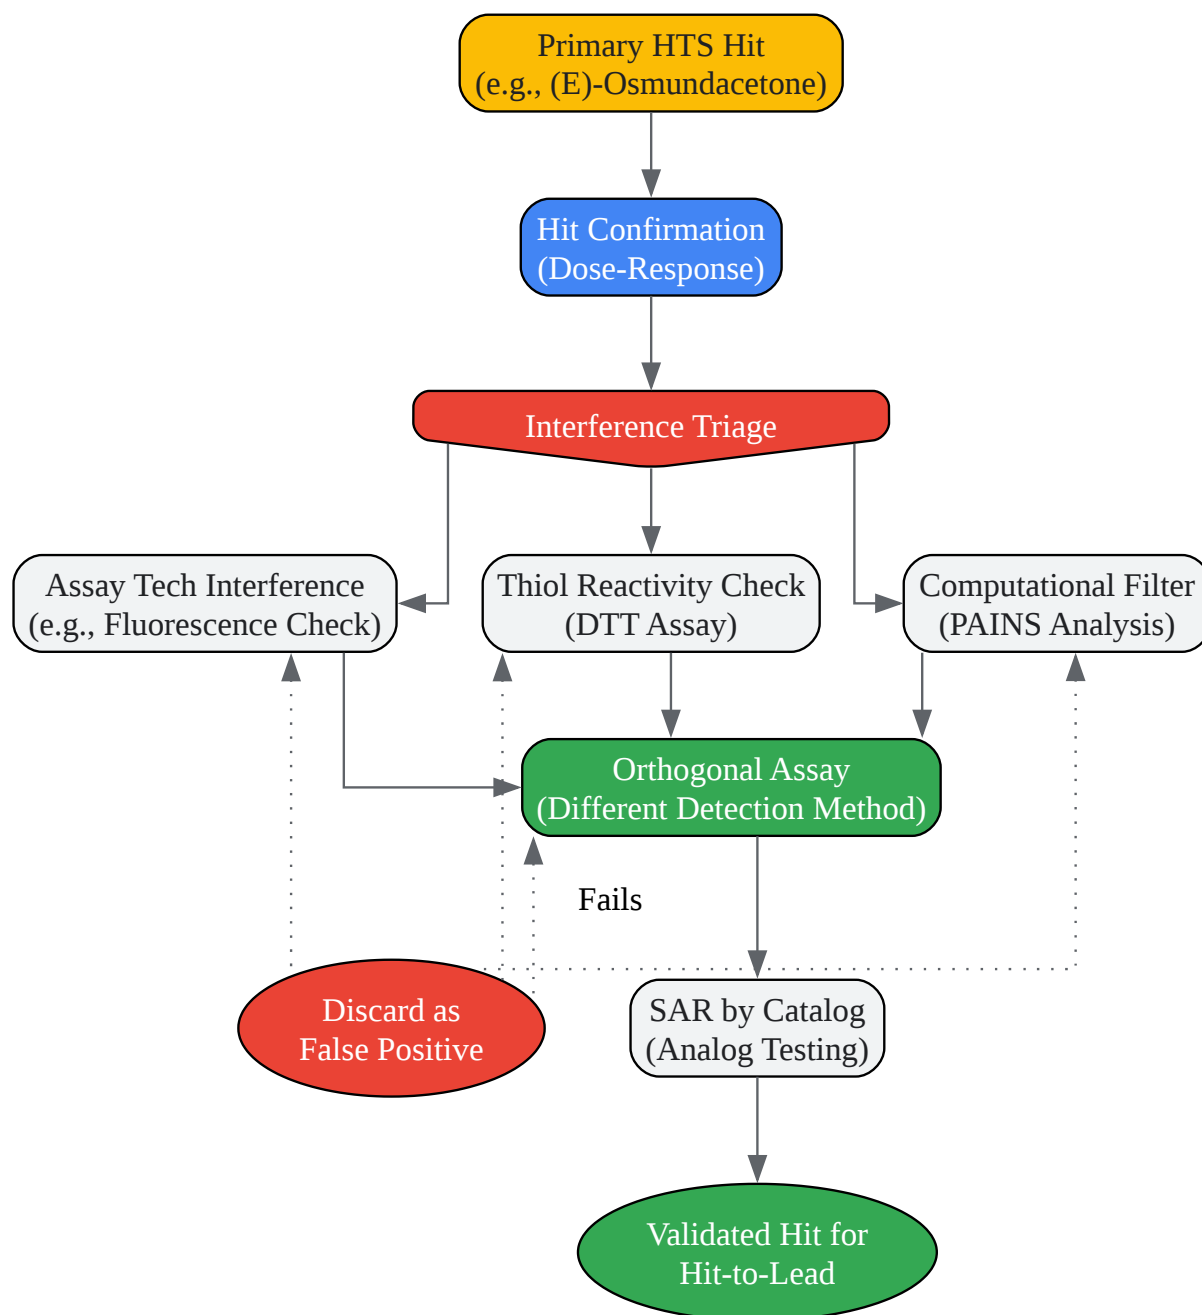 Primary HTS Hit
(e.g., (E)-Osmundacetone)
Hit Confirmation
(Dose-Response)
Interference Triage
Assay Tech Interference
(e.g., Fluorescence Check)
Thiol Reactivity Check
(DTT Assay)
Computational Filter
(PAINS Analysis)
Orthogonal Assay
(Different Detection Method)
Fails
Discard as
False Positive
SAR by Catalog
(Analog Testing)
Validated Hit for
Hit-to-Lead